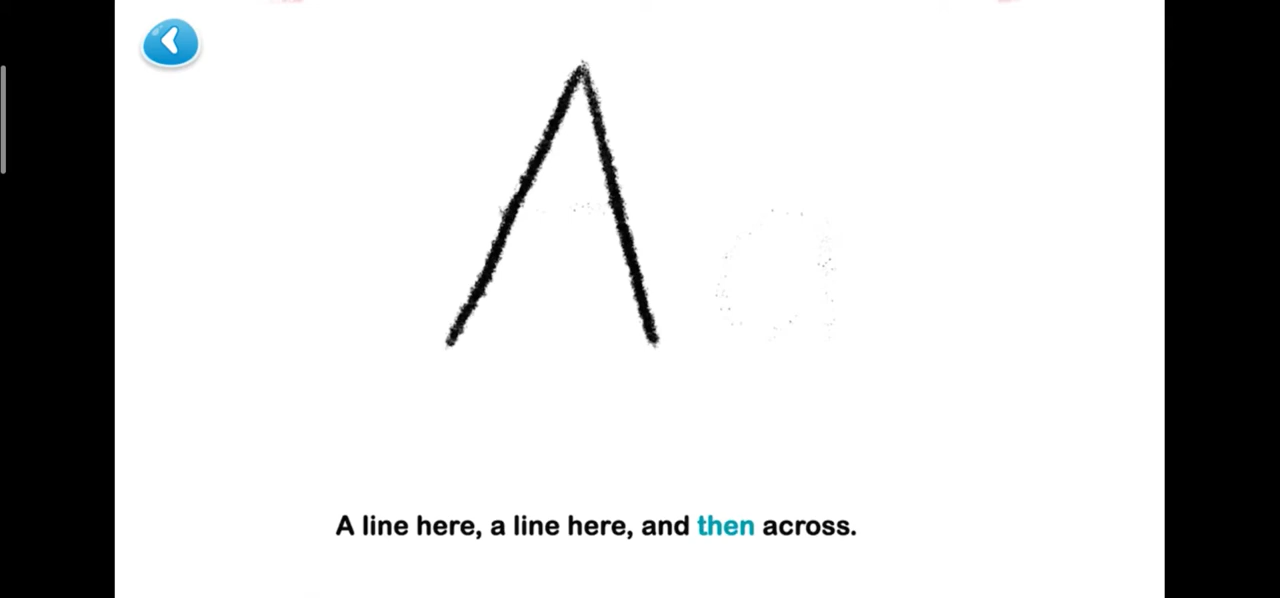 A a
A line here, a line here, and then across.